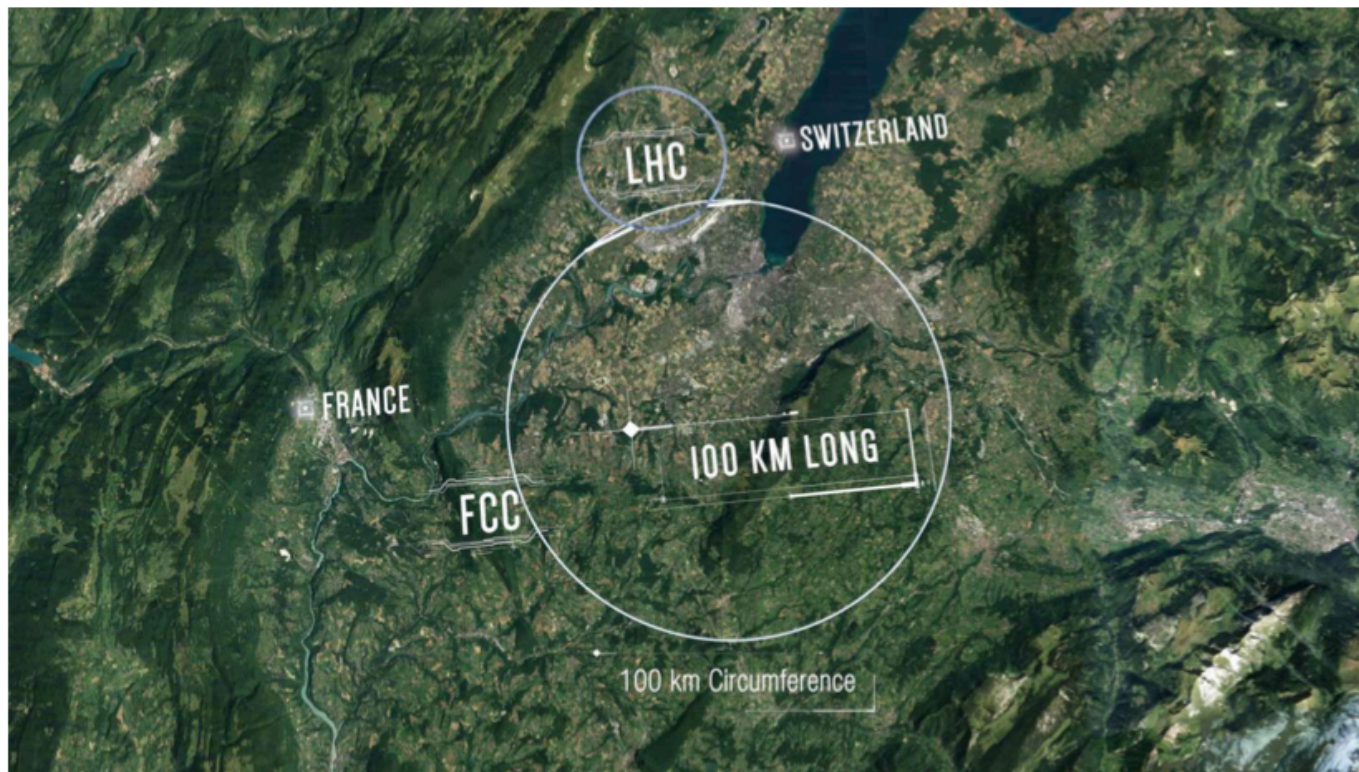 LHC
SWITZERLAND
FRANCE
100 KM LONG
FCC
100 km Circumference